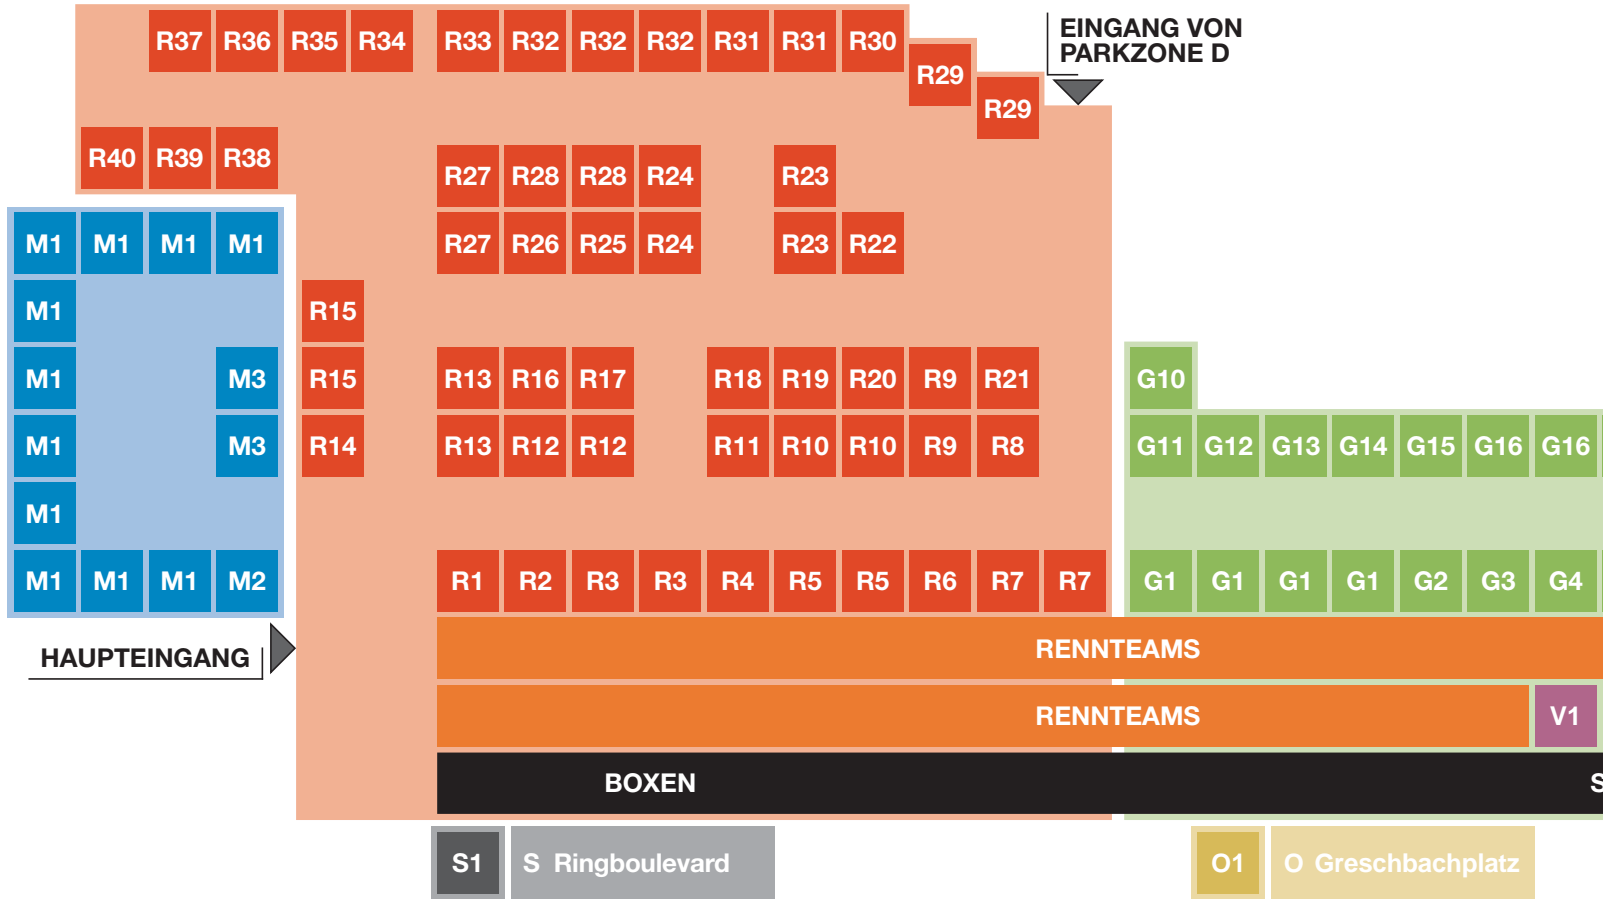 R37 R36 R35 R34 R33 R32 R32 R32 R31 R31 R30
EINGANG VON
PARKZONE D
R29
R29
R40 R39 R38
R27 R28 R28 R24 R23
M1 M1 M1 M1 R27 R26 R25 R24 R23 R22
M1 R15
M1 M3 R15 R13 R16 R17 R18 R19 R20 R9 R21 G10
M1 M3 R14 R13 R12 R12 R11 R10 R10 R9 R8 G11 G12 G13 G14 G15 G16 G16
M1
M1 M1 M1 M2 R1 R2 R3 R3 R4 R5 R5 R6 R7 R7 G1 G1 G1 G1 G2 G3 G4
HAUPTEINGANG RENNTEAMS
RENNTEAMS V1
BOXEN S
S1 S Ringboulevard O1 O Greschbachplatz